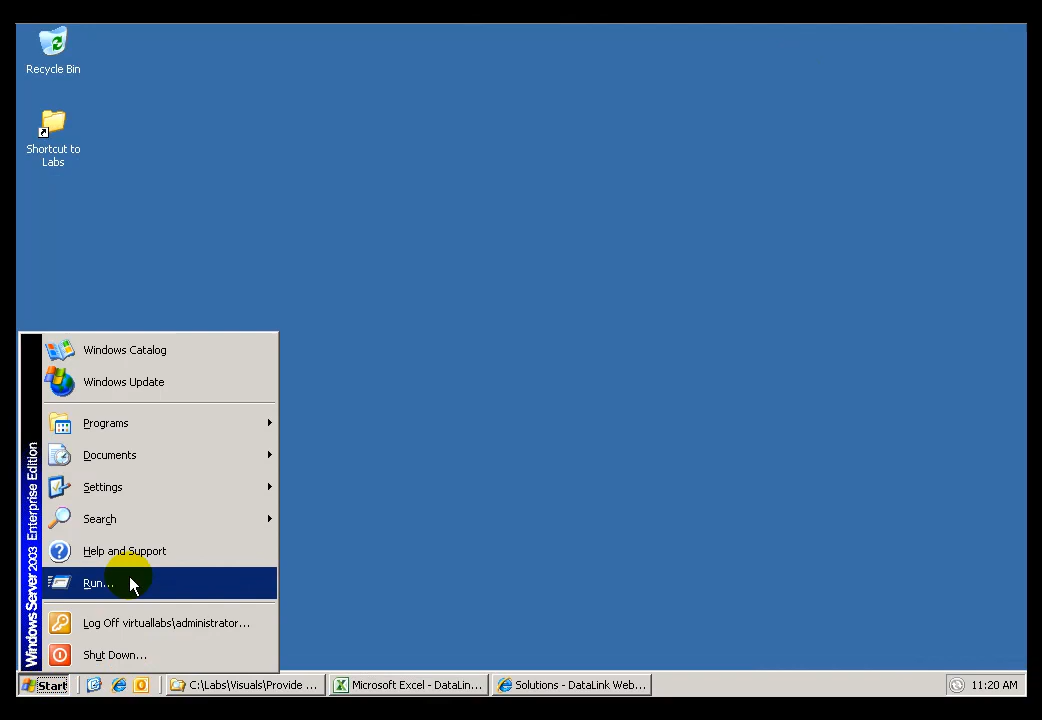 Recycle Bin
Shortcut to
Labs
Windows Catalog
Windows Update
Programs
Documents
Settings
Search
Help and Support
Run...
Log Off virtuallabs\administrator...
Shut Down...
Windows Server 2003 Enterprise Edition
Start
C:\Labs\Visuals\Provide ...
Microsoft Excel - DataLin...
Solutions - DataLink Web...
11:20 AM